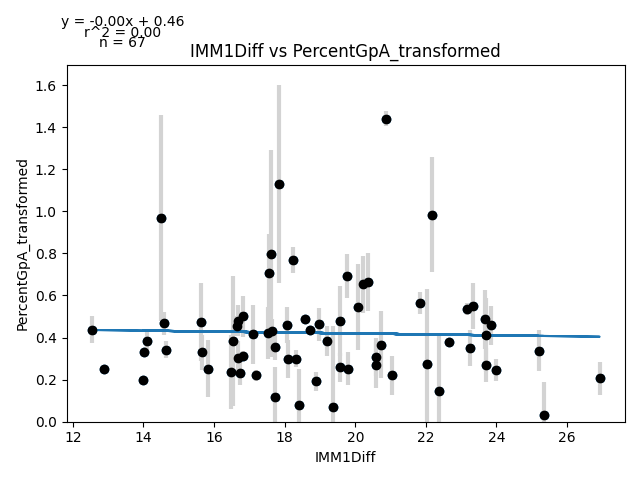 y = -0.00x + 0.46
r^2 = 0.00
n = 67
IMM1Diff vs PercentGpA_transformed
PercentGpA_transformed
1.6
1.4
1.2
1.0
0.8
0.6
0.4
0.2
0.0
12 14 16 18 20 22 24 26
IMM1Diff